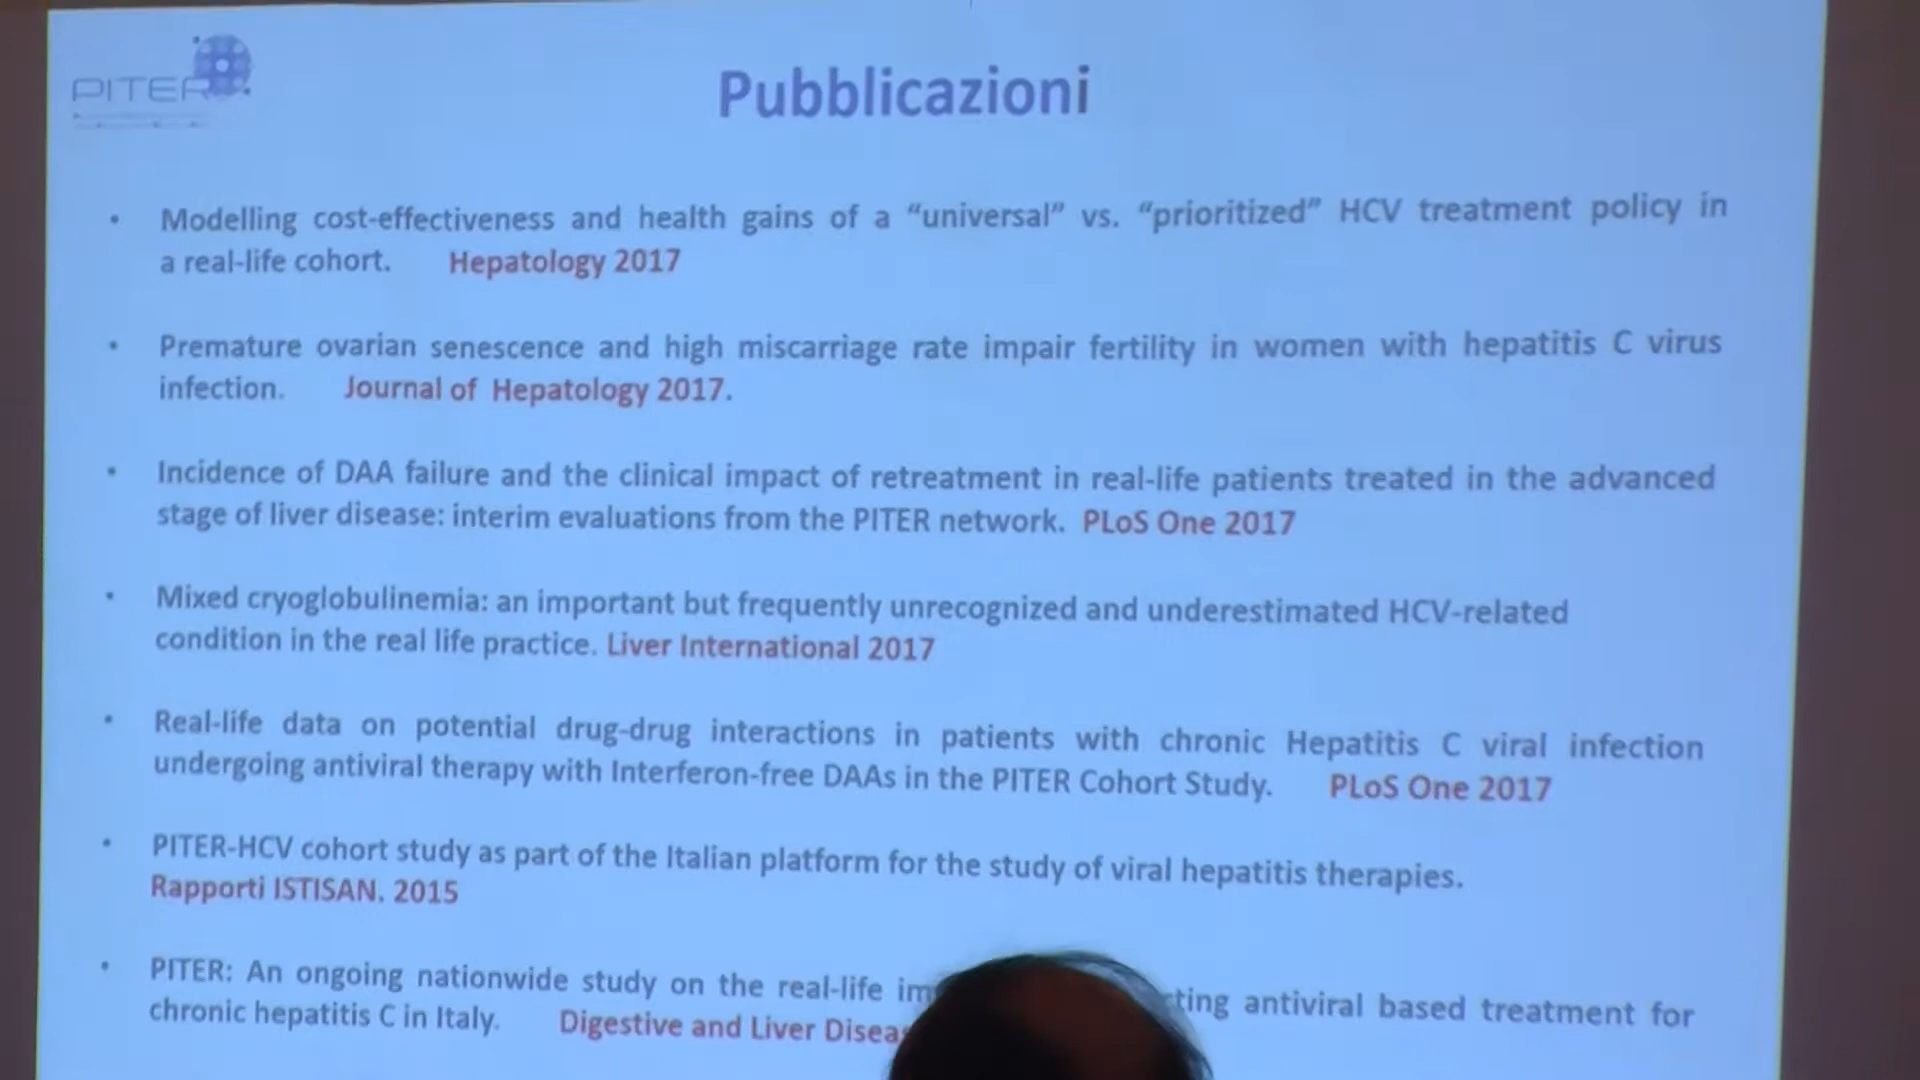 PITER
Pubblicazioni
• Modelling cost-effectiveness and health gains of a “universal” vs. “prioritized” HCV treatment policy in
a real-life cohort. Hepatology 2017
• Premature ovarian senescence and high miscarriage rate impair fertility in women with hepatitis C virus
infection. Journal of Hepatology 2017.
• Incidence of DAA failure and the clinical impact of retreatment in real-life patients treated in the advanced
stage of liver disease: interim evaluations from the PITER network. PLoS One 2017
• Mixed cryoglobulinemia: an important but frequently unrecognized and underestimated HCV-related
condition in the real life practice. Liver International 2017
• Real-life data on potential drug-drug interactions in patients with chronic Hepatitis C viral infection
undergoing antiviral therapy with Interferon-free DAAs in the PITER Cohort Study. PLoS One 2017
• PITER-HCV cohort study as part of the Italian platform for the study of viral hepatitis therapies.
Rapporti ISTISAN. 2015
• PITER: An ongoing nationwide study on the real-life antiviral based treatment for
chronic hepatitis C in Italy. Digestive and Liver